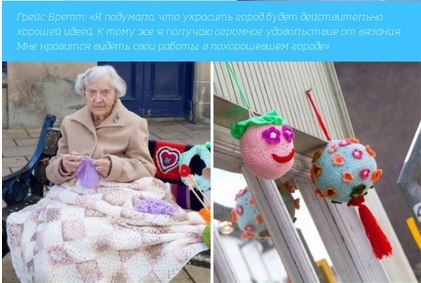 Грейс Бретт: «Я подумала, что украсить город будет действительно
хорошей идеей. К тому же я получаю огромное удовольствие от вязания.
Мне нравится видеть свои работы в похорошевшем городе».